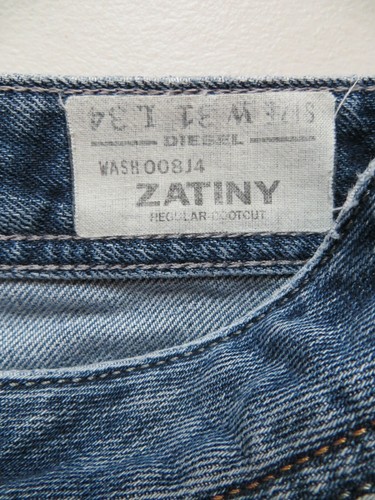 SIZE W 31 L 34
DIESEL
WASH 008J4
ZATINY
REGULAR-BOOTCUT